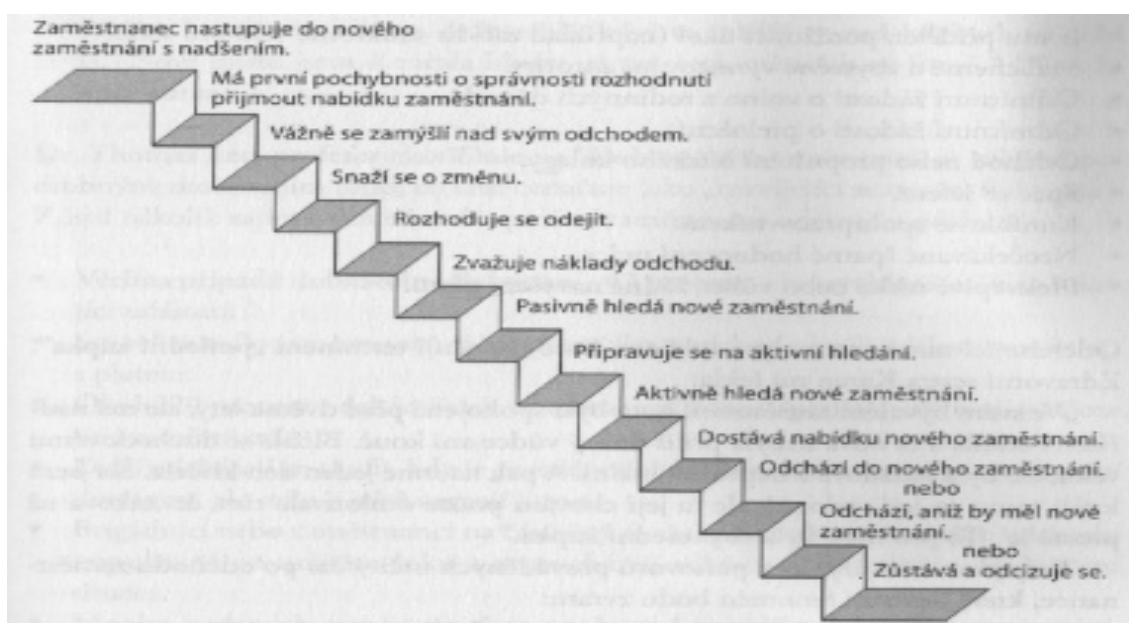 Zaměstnanec nastupuje do nového
zaměstnání s nadšením.
Má první pochybnosti o správnosti rozhodnutí
přijmout nabídku zaměstnání.
Vážně se zamýšlí nad svým odchodem.
Snaží se o změnu.
Rozhoduje se odejít.
Zvažuje náklady odchodu.
Pasivně hledá nové zaměstnání.
Připravuje se na aktivní hledání.
Aktivně hledá nové zaměstnání.
Dostává nabídku nového zaměstnání.
Odchází do nového zaměstnání.
nebo
Odchází, aniž by měl nové
zaměstnání.
nebo
Zůstává a odcizuje se.